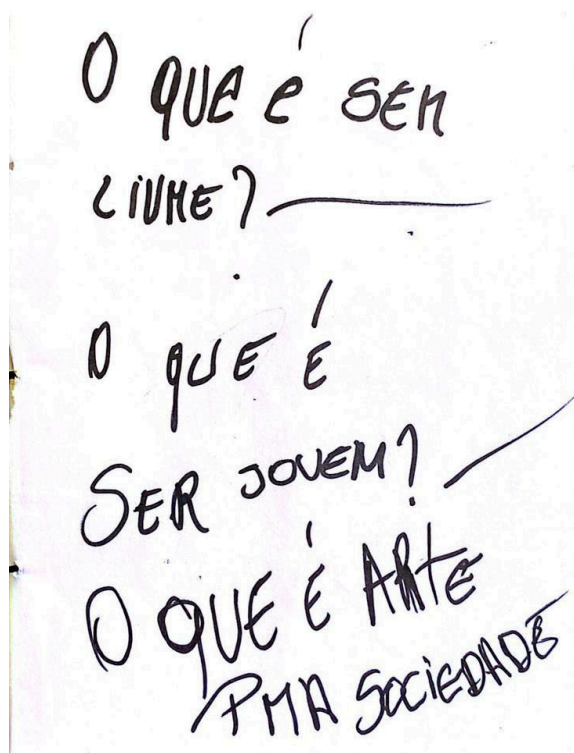 O QUE É SER
LIVRE?
O QUE É
SER JOVEM?
O QUE É ARTE
PRA SOCIEDADE